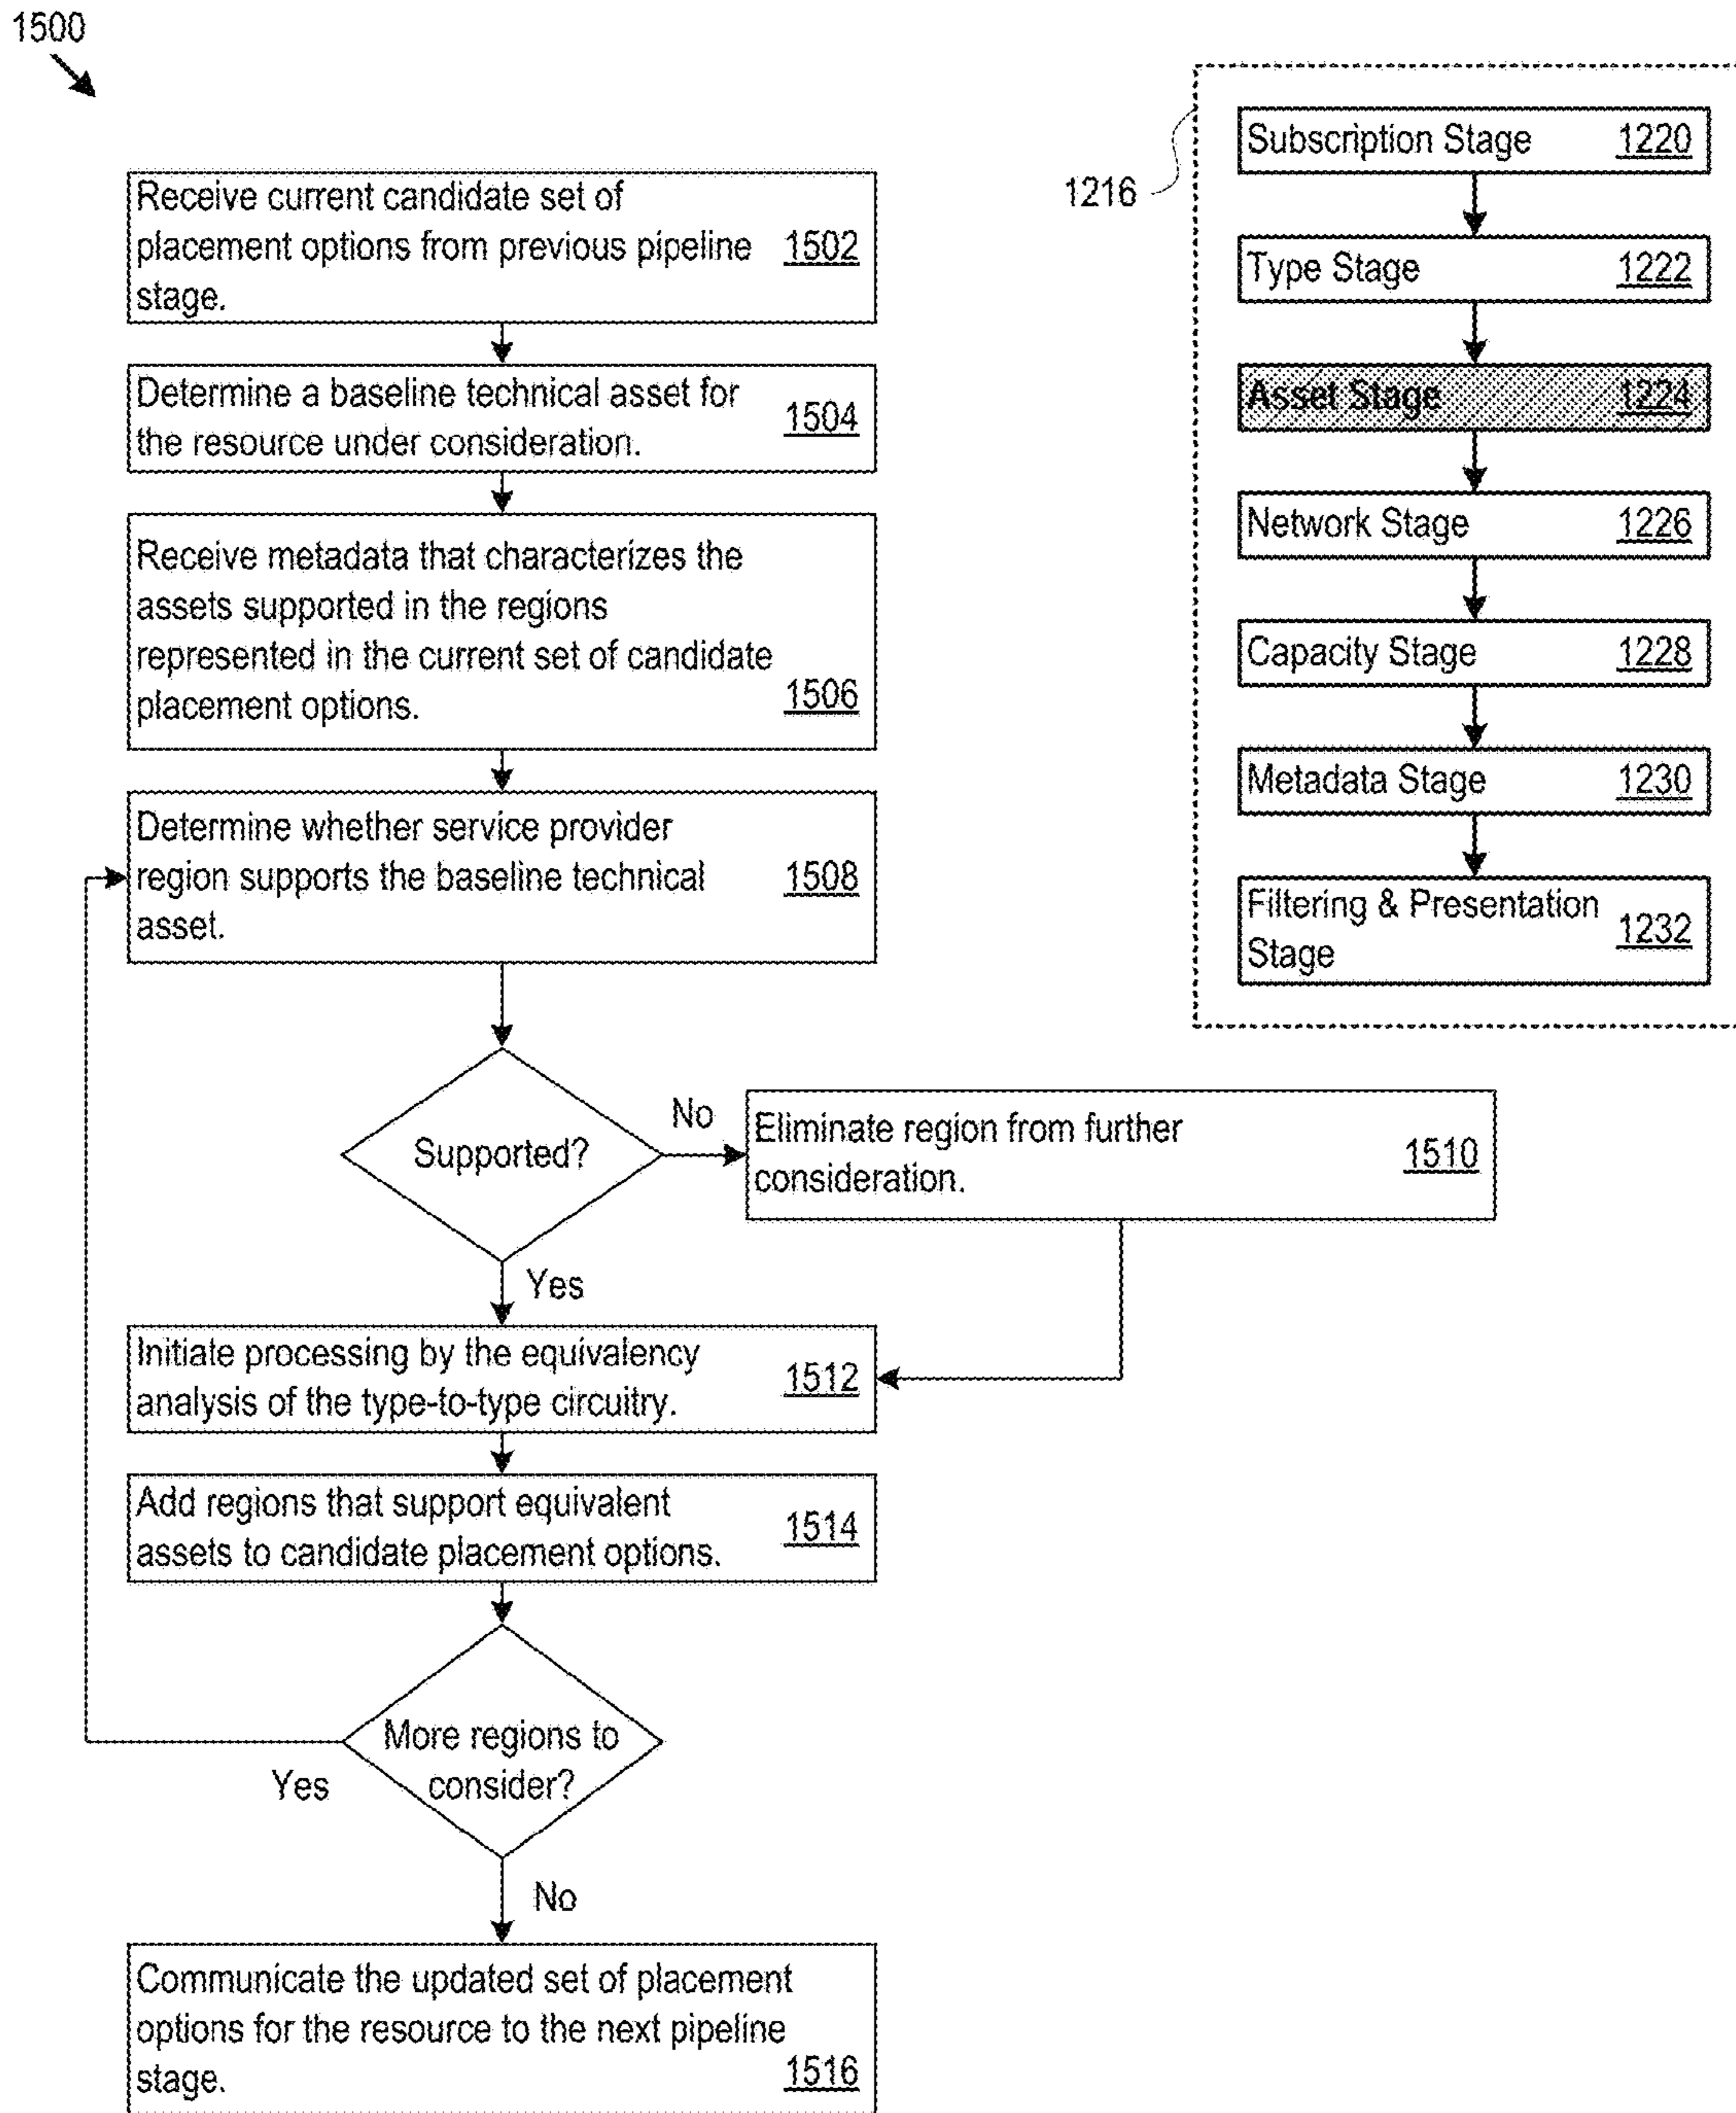 1500
Receive current candidate set of
placement options from previous pipeline 1502
stage.
Determine a baseline technical asset for
the resource under consideration. 1504
Receive metadata that characterizes the
assets supported in the regions
represented in the current set of candidate
placement options. 1506
Determine whether service provider
region supports the baseline technical 1508
asset.
Supported?
No
Eliminate region from further
consideration. 1510
Yes
Initiate processing by the equivalency
analysis of the type-to-type circuitry. 1512
Add regions that support equivalent
assets to candidate placement options. 1514
More regions to
consider?
Yes
No
Communicate the updated set of placement
options for the resource to the next pipeline
stage. 1516
1216
Subscription Stage 1220
Type Stage 1222
Asset Stage 1224
Network Stage 1226
Capacity Stage 1228
Metadata Stage 1230
Filtering & Presentation
Stage 1232